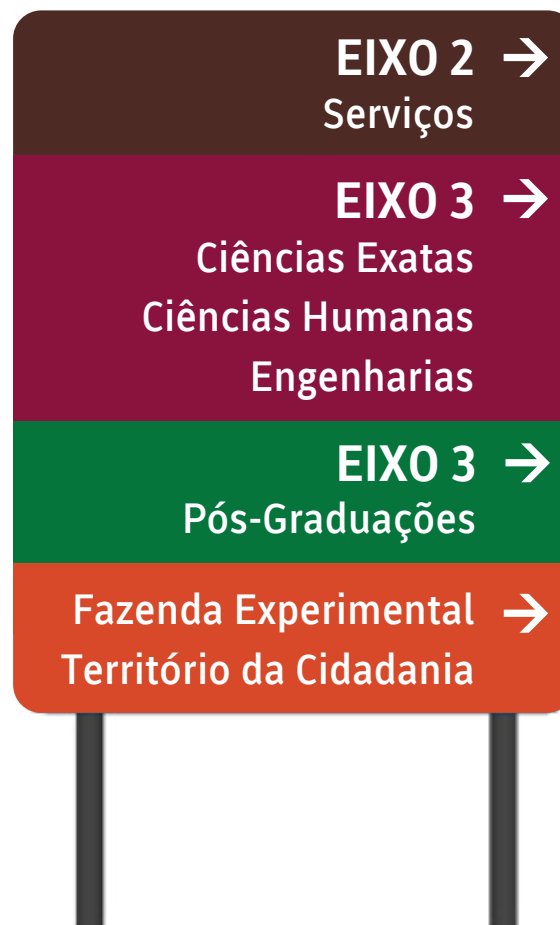 EIXO 2 →
Serviços
EIXO 3 →
Ciências Exatas
Ciências Humanas
Engenharias
EIXO 3 →
Pós-Graduações
Fazenda Experimental →
Território da Cidadania